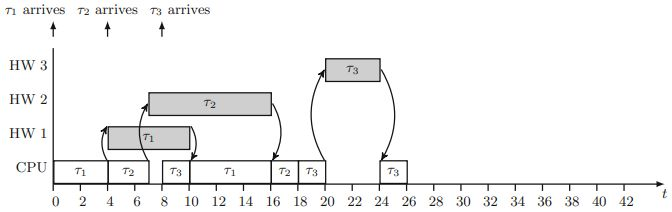 τ₁ arrives τ₂ arrives τ₃ arrives
HW 3 τ₃
HW 2 τ₂
HW 1 τ₁
CPU τ₁ τ₂ τ₃ τ₁ τ₂ τ₃ τ₃
0 2 4 6 8 10 12 14 16 18 20 22 24 26 28 30 32 34 36 38 40 42 t